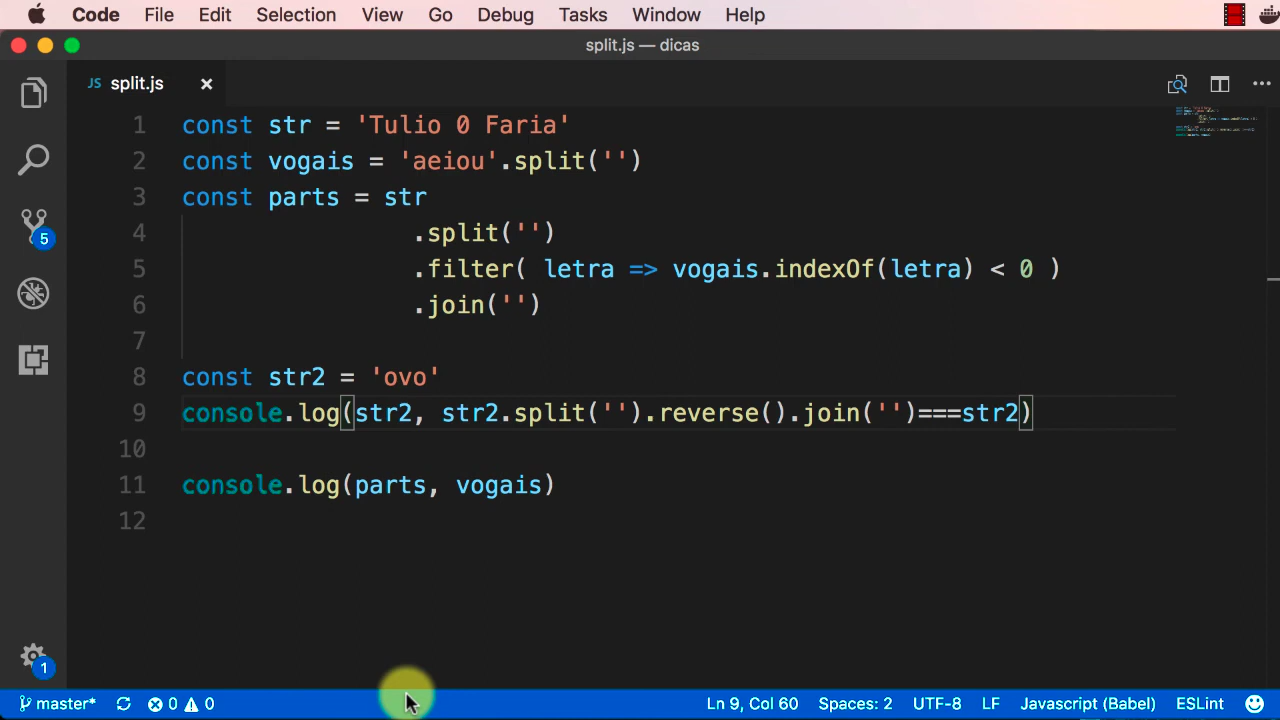 Code File Edit Selection View Go Debug Tasks Window Help
split.js — dicas
JS split.js ×
1 const str = 'Tulio 0 Faria'
2 const vogais = 'aeiou'.split('')
3 const parts = str
4 .split('')
5 .filter( letra => vogais.indexOf(letra) < 0 )
6 .join('')
7
8 const str2 = 'ovo'
9 console.log(str2, str2.split('').reverse().join('')===str2)
10
11 console.log(parts, vogais)
12
5
1
master* 0 0 Ln 9, Col 60 Spaces: 2 UTF-8 LF Javascript (Babel) ESLint